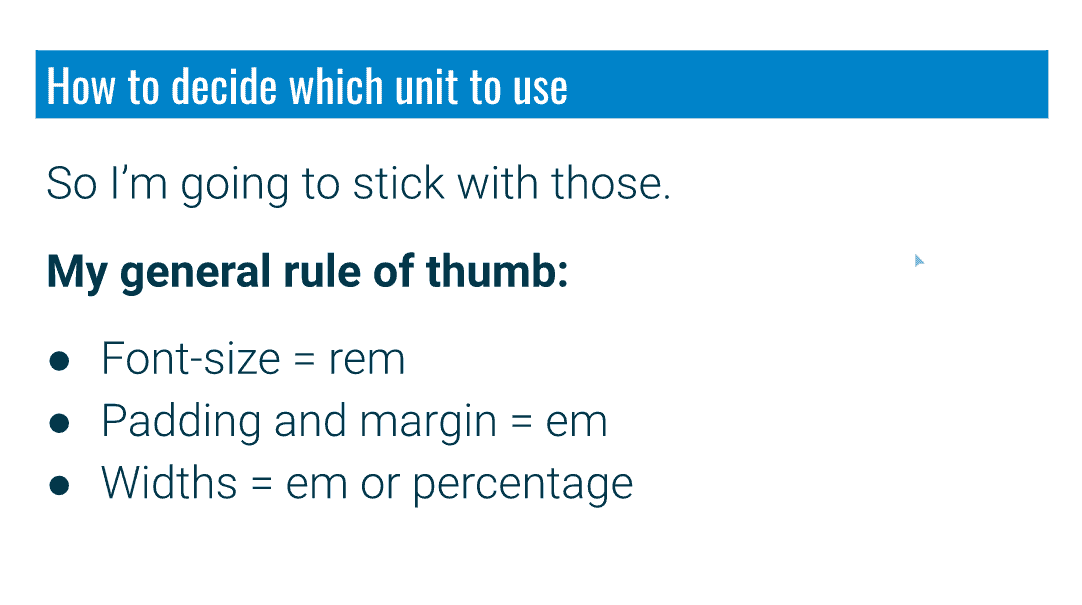 How to decide which unit to use
So I’m going to stick with those.
My general rule of thumb:
● Font-size = rem
● Padding and margin = em
● Widths = em or percentage